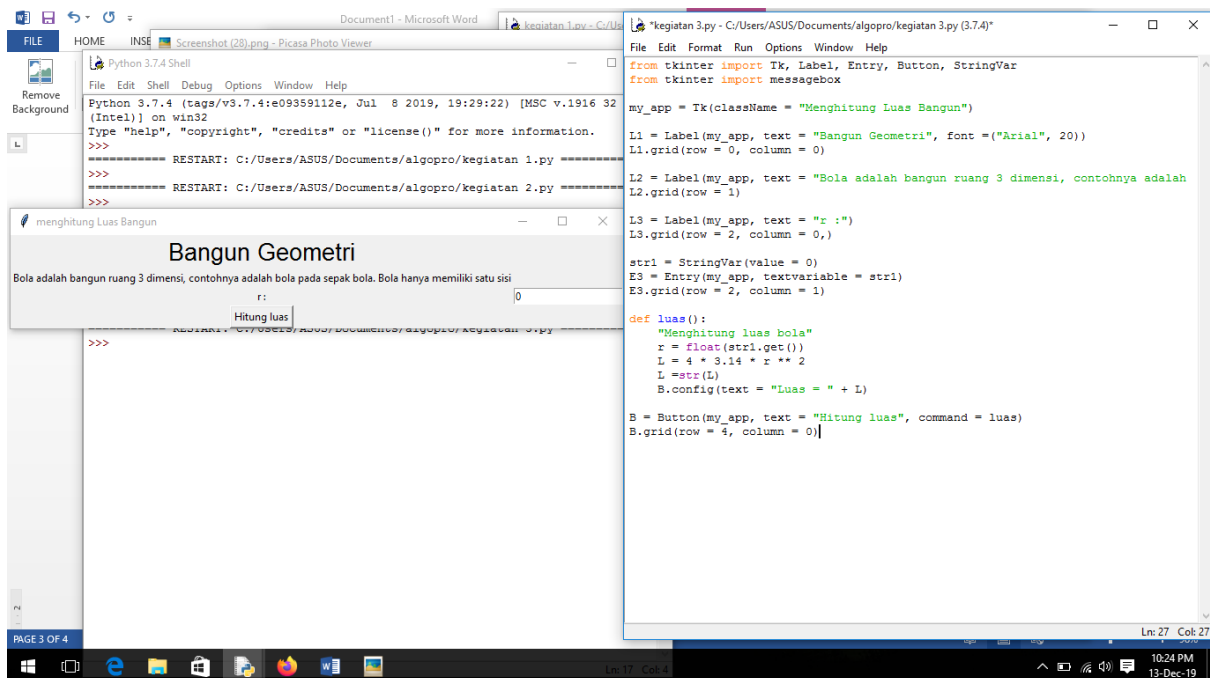 Document1 - Microsoft Word
FILE HOME INSE
Remove
Background
L
PAGE 3 OF 4
kegiatan 1.py - C:/Us
Screenshot (28).png - Picasa Photo Viewer
Python 3.7.4 Shell
File Edit Shell Debug Options Window Help
Python 3.7.4 (tags/v3.7.4:e09359112e, Jul 8 2019, 19:29:22) [MSC v.1916 32
(Intel)] on win32
Type "help", "copyright", "credits" or "license()" for more information.
>>>
=========== RESTART: C:/Users/ASUS/Documents/algopro/kegiatan 1.py =========
>>>
=========== RESTART: C:/Users/ASUS/Documents/algopro/kegiatan 2.py =========
>>>
menghitung Luas Bangun
Bangun Geometri
Bola adalah bangun ruang 3 dimensi, contohnya adalah bola pada sepak bola. Bola hanya memiliki satu sisi
r : 0
Hitung luas
RESTART: C:/Users/ASUS/Documents/algopro/kegiatan 3.py
>>>
Ln: 17 Col: 4
*kegiatan 3.py - C:/Users/ASUS/Documents/algopro/kegiatan 3.py (3.7.4)*
File Edit Format Run Options Window Help
from tkinter import Tk, Label, Entry, Button, StringVar
from tkinter import messagebox
my_app = Tk(className = "Menghitung Luas Bangun")
L1 = Label(my_app, text = "Bangun Geometri", font =("Arial", 20))
L1.grid(row = 0, column = 0)
L2 = Label(my_app, text = "Bola adalah bangun ruang 3 dimensi, contohnya adalah
L2.grid(row = 1)
L3 = Label(my_app, text = "r :")
L3.grid(row = 2, column = 0,)
str1 = StringVar(value = 0)
E3 = Entry(my_app, textvariable = str1)
E3.grid(row = 2, column = 1)
def luas():
    "Menghitung luas bola"
    r = float(str1.get())
    L = 4 * 3.14 * r ** 2
    L =str(L)
    B.config(text = "Luas = " + L)
B = Button(my_app, text = "Hitung luas", command = luas)
B.grid(row = 4, column = 0)
Ln: 27 Col: 27
10:24 PM
13-Dec-19